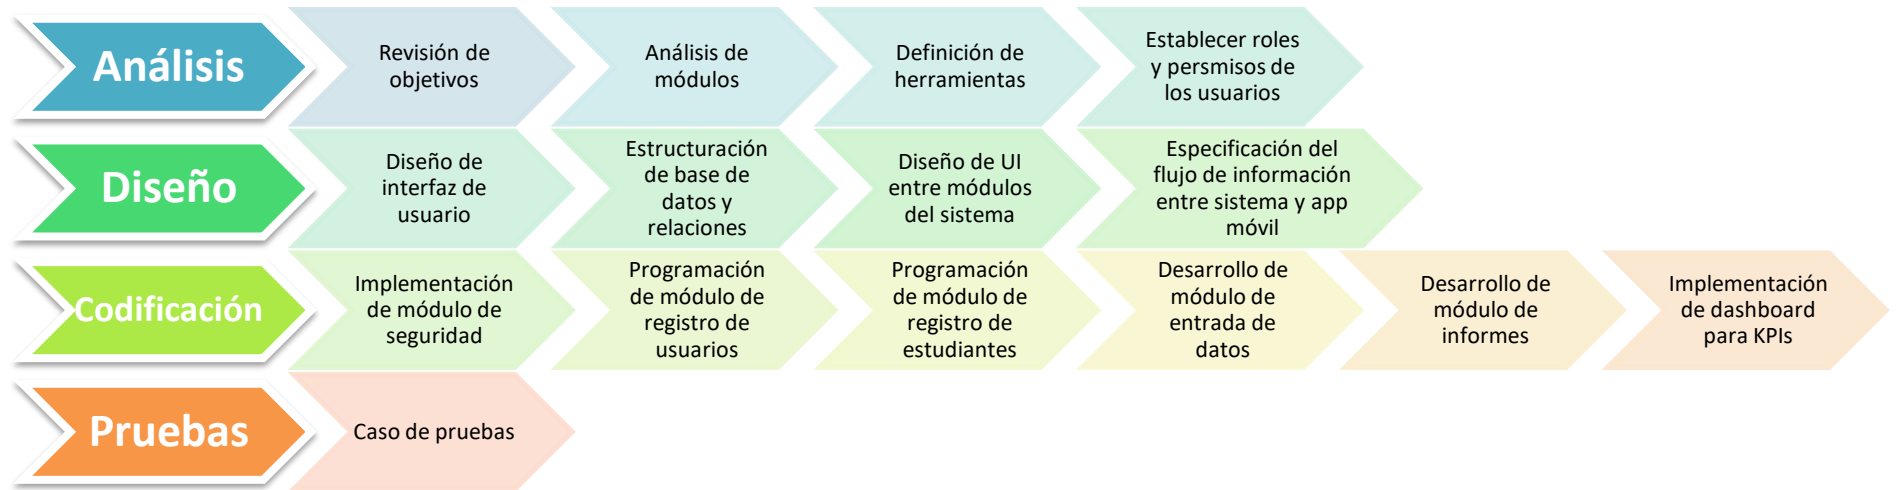 Análisis
Revisión de
objetivos
Análisis de
módulos
Definición de
herramientas
Establecer roles
y persmisos de
los usuarios
Diseño
Diseño de
interfaz de
usuario
Estructuración
de base de
datos y
relaciones
Diseño de UI
entre módulos
del sistema
Especificación del
flujo de información
entre sistema y app
móvil
Codificación
Implementación
de módulo de
seguridad
Programación
de módulo de
registro de
usuarios
Programación
de módulo de
registro de
estudiantes
Desarrollo de
módulo de
entrada de
datos
Desarrollo de
módulo de
informes
Implementación
de dashboard
para KPIs
Pruebas
Caso de pruebas